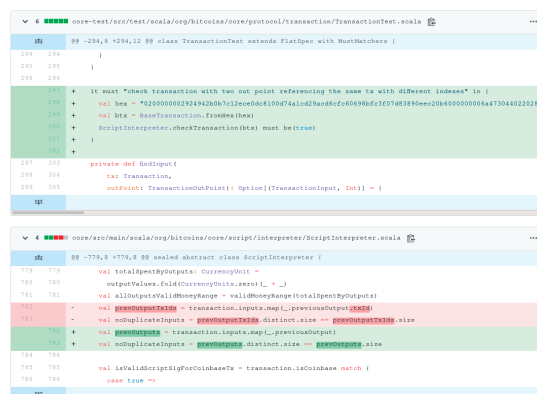 6 core-test/src/test/scala/org/bitcoins/core/protocol/transaction/TransactionTest.scala
@@ -294,6 +294,12 @@ class TransactionTest extends FlatSpec with MustMatchers {
294 294 }
295 295 }
296 296
297 + it must "check transaction with two out point referencing the same tx with different indexes" in {
298 + val hex =
299 + val btx = BaseTransaction.fromHex(hex)
300 + ScriptInterpreter.checkTransaction(btx) must be(true)
301 + }
302 +
297 303 private def findInput(
298 304 tx: Transaction,
299 305 outPoint: TransactionOutPoint): Option[(TransactionInput, Int)] = {
4 core/src/main/scala/org/bitcoins/core/script/interpreter/ScriptInterpreter.scala
@@ -779,8 +779,8 @@ sealed abstract class ScriptInterpreter {
779 779 val totalSpentByOutputs: CurrencyUnit =
780 780 outputValues.fold(CurrencyUnits.zero)(_ + _)
781 781 val allOutputsValidMoneyRange = validMoneyRange(totalSpentByOutputs)
782 - val prevOutputTxIds = transaction.inputs.map(_.previousOutput.txId)
783 - val noDuplicateInputs = prevOutputTxIds.distinct.size == prevOutputTxIds.size
782 + val prevOutputs = transaction.inputs.map(_.previousOutput)
783 + val noDuplicateInputs = prevOutputs.distinct.size == prevOutputs.size
784 784
785 785 val isValidScriptSigForCoinbaseTx = transaction.isCoinbase match {
786 786 case true =>